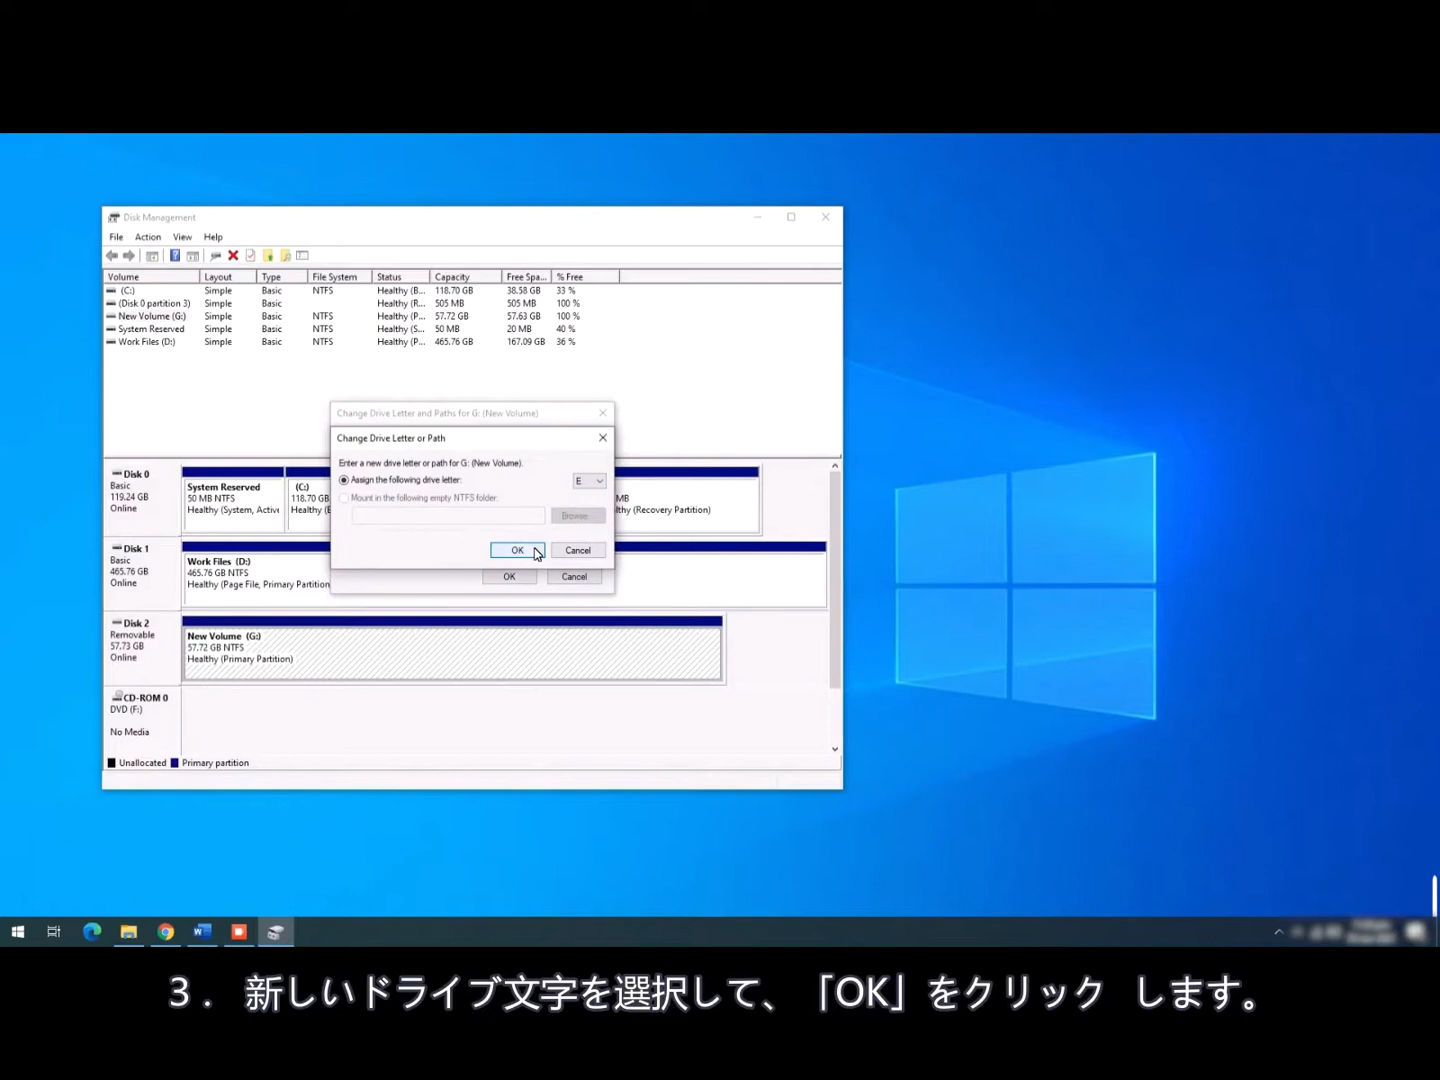 Disk Management
File Action View Help
Volume Layout Type File System Status Capacity Free Spa... % Free
(C:) Simple Basic NTFS Healthy (B... 118.70 GB 38.58 GB 33 %
(Disk 0 partition 3) Simple Basic Healthy (R... 505 MB 505 MB 100 %
New Volume (G:) Simple Basic NTFS Healthy (P... 57.72 GB 57.63 GB 100 %
System Reserved Simple Basic NTFS Healthy (S... 50 MB 20 MB 40 %
Work Files (D:) Simple Basic NTFS Healthy (P... 465.76 GB 167.09 GB 36 %
Change Drive Letter and Paths for G: (New Volume)
Change Drive Letter or Path
Enter a new drive letter or path for G: (New Volume).
Assign the following drive letter: E
Mount in the following empty NTFS folder:
Browse...
OK Cancel
OK Cancel
Disk 0
Basic
119.24 GB
Online
System Reserved
50 MB NTFS
Healthy (System, Active
(C:)
118.70 GB
Healthy (B
MB
lthy (Recovery Partition)
Disk 1
Basic
465.76 GB
Online
Work Files (D:)
465.76 GB NTFS
Healthy (Page File, Primary Partition
Disk 2
Removable
57.73 GB
Online
New Volume (G:)
57.72 GB NTFS
Healthy (Primary Partition)
CD-ROM 0
DVD (F:)
No Media
Unallocated Primary partition
３． 新しいドライブ文字を選択して、「OK」をクリック します。